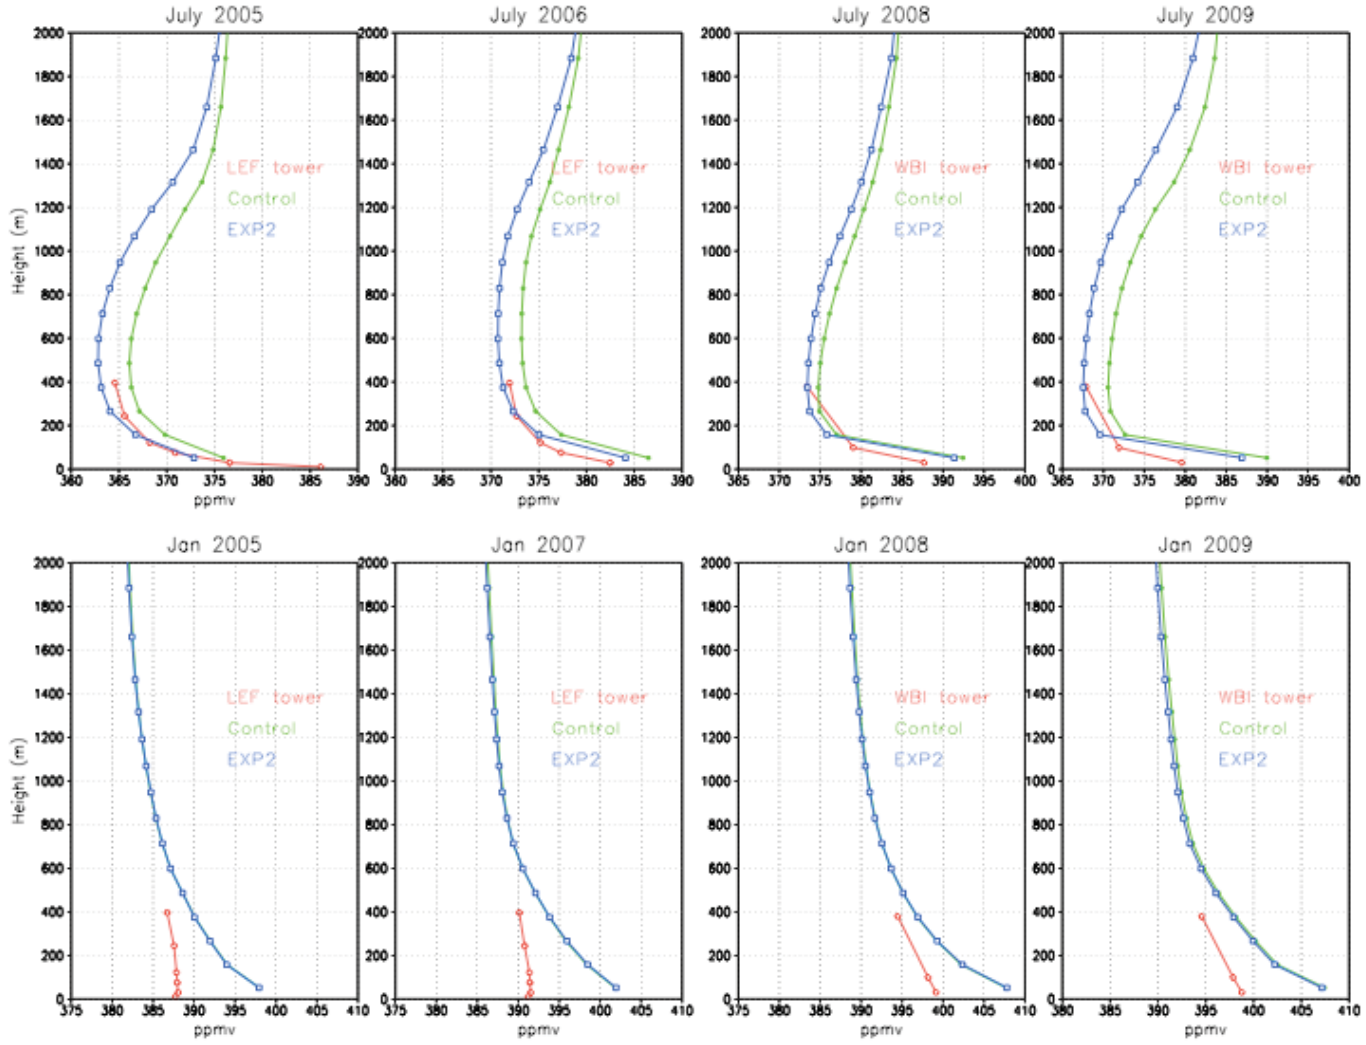 July 2005
July 2006
July 2008
July 2009
2000 2000 2000 2000
1800 1800 1800 1800
1600 1600 1600 1600
1400 1400 1400 1400
LEF tower LEF tower WBI tower WBI tower
Control Control Control Control
1200 1200 1200 1200
EXP2 EXP2 EXP2 EXP2
1000 1000 1000 1000
Height (m)
800 800 800 800
600 600 600 600
400 400 400 400
200 200 200 200
0 0 0 0
360 365 370 375 380 385 390
360 365 370 375 380 385 390
365 370 375 380 385 390 395 400
365 370 375 380 385 390 395 400
ppmv ppmv ppmv ppmv
Jan 2005
Jan 2007
Jan 2008
Jan 2009
2000 2000 2000 2000
1800 1800 1800 1800
1600 1600 1600 1600
1400 1400 1400 1400
LEF tower LEF tower WBI tower WBI tower
Control Control Control Control
1200 1200 1200 1200
EXP2 EXP2 EXP2 EXP2
1000 1000 1000 1000
Height (m)
800 800 800 800
600 600 600 600
400 400 400 400
200 200 200 200
0 0 0 0
375 380 385 390 395 400 405 410
375 380 385 390 395 400 405 410
375 380 385 390 395 400 405 410
380 385 390 395 400 405 410
ppmv ppmv ppmv ppmv